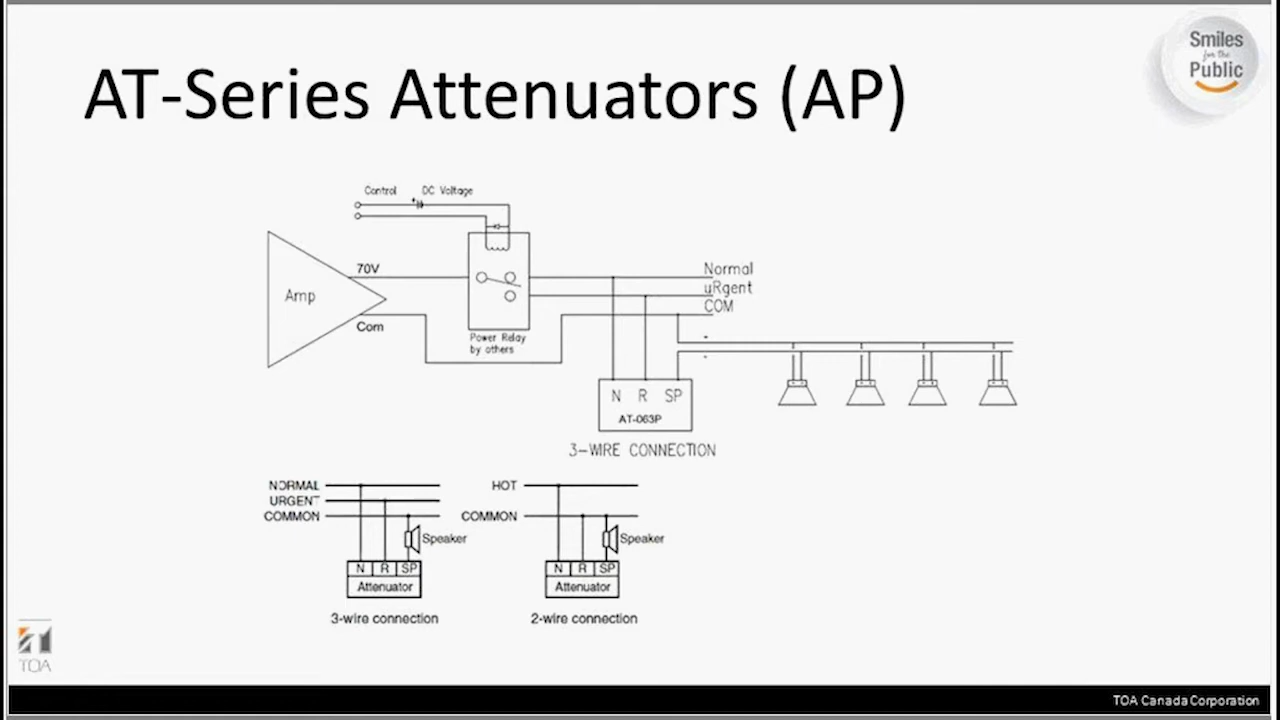 Smiles
for the
Public
AT-Series Attenuators (AP)
Control DC Voltage
70V
Amp
Com
Power Relay
by others
Normal
uRgent
COM
+
-
N R SP
AT-063P
3-WIRE CONNECTION
NORMAL
URGENT
COMMON
Speaker
N R SP
Attenuator
3-wire connection
HOT
COMMON
Speaker
N R SP
Attenuator
2-wire connection
TOA
TOA Canada Corporation